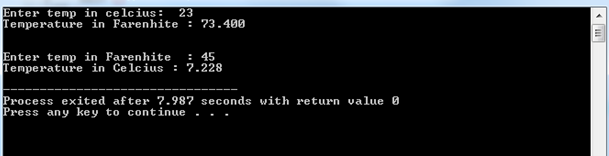 Enter temp in celcius:  23
Temperature in Farenhite : 73.400
Enter temp in Farenhite  : 45
Temperature in Celcius : 7.228
--------------------------------
Process exited after 7.987 seconds with return value 0
Press any key to continue . . .